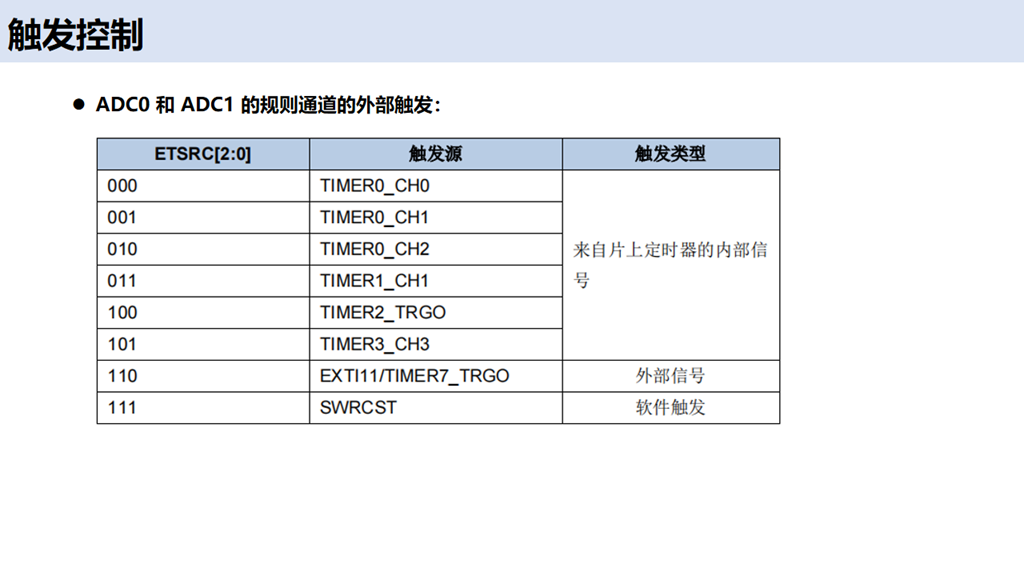 触发控制
● ADC0 和 ADC1 的规则通道的外部触发：
ETSRC[2:0] 触发源 触发类型
000 TIMER0_CH0
001 TIMER0_CH1
010 TIMER0_CH2
来自片上定时器的内部信
号
011 TIMER1_CH1
100 TIMER2_TRGO
101 TIMER3_CH3
110 EXTI11/TIMER7_TRGO 外部信号
111 SWRCST 软件触发